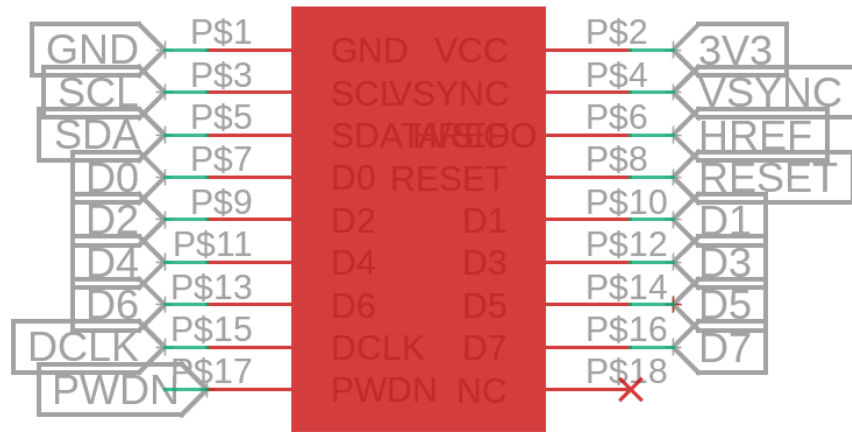 GND P$1 GND VCC P$2 3V3
SCL P$3 SCL VSYNC P$4 VSYNC
SDA P$5 P$6 HREF
D0 P$7 D0 RESET P$8 RESET
D2 P$9 D2 D1 P$10 D1
D4 P$11 D4 D3 P$12 D3
D6 P$13 D6 D5 P$14 D5
DCLK P$15 DCLK D7 P$16 D7
PWDN P$17 PWDN NC P$18